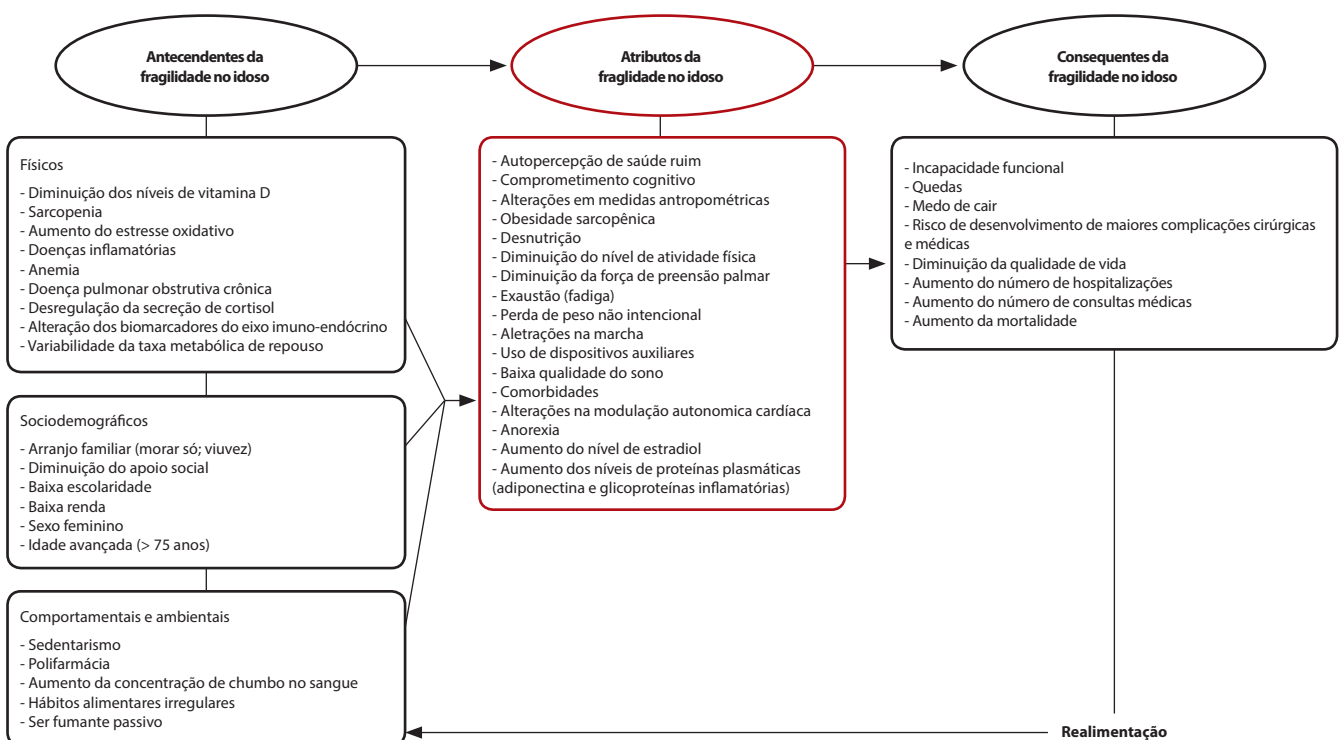 Antecendentes da
fragilidade no idoso
Atributos da
fraglidade no idoso
Consequentes da
fragilidade no idoso
Físicos
- Diminuição dos níveis de vitamina D
- Sarcopenia
- Aumento do estresse oxidativo
- Doenças inflamatórias
- Anemia
- Doença pulmonar obstrutiva crônica
- Desregulação da secreção de cortisol
- Alteração dos biomarcadores do eixo imuno-endócrino
- Variabilidade da taxa metabólica de repouso
Sociodemográficos
- Arranjo familiar (morar só; viuvez)
- Diminuição do apoio social
- Baixa escolaridade
- Baixa renda
- Sexo feminino
- Idade avançada (> 75 anos)
Comportamentais e ambientais
- Sedentarismo
- Polifarmácia
- Aumento da concentração de chumbo no sangue
- Hábitos alimentares irregulares
- Ser fumante passivo
- Autopercepção de saúde ruim
- Comprometimento cognitivo
- Alterações em medidas antropométricas
- Obesidade sarcopênica
- Desnutrição
- Diminuição do nível de atividade física
- Diminuição da força de preensão palmar
- Exaustão (fadiga)
- Perda de peso não intencional
- Aletrações na marcha
- Uso de dispositivos auxiliares
- Baixa qualidade do sono
- Comorbidades
- Alterações na modulação autonomica cardíaca
- Anorexia
- Aumento do nível de estradiol
- Aumento dos níveis de proteínas plasmáticas
(adiponectina e glicoproteínas inflamatórias)
- Incapacidade funcional
- Quedas
- Medo de cair
- Risco de desenvolvimento de maiores complicações cirúrgicas
e médicas
- Diminuição da qualidade de vida
- Aumento do número de hospitalizações
- Aumento do número de consultas médicas
- Aumento da mortalidade
Realimentação